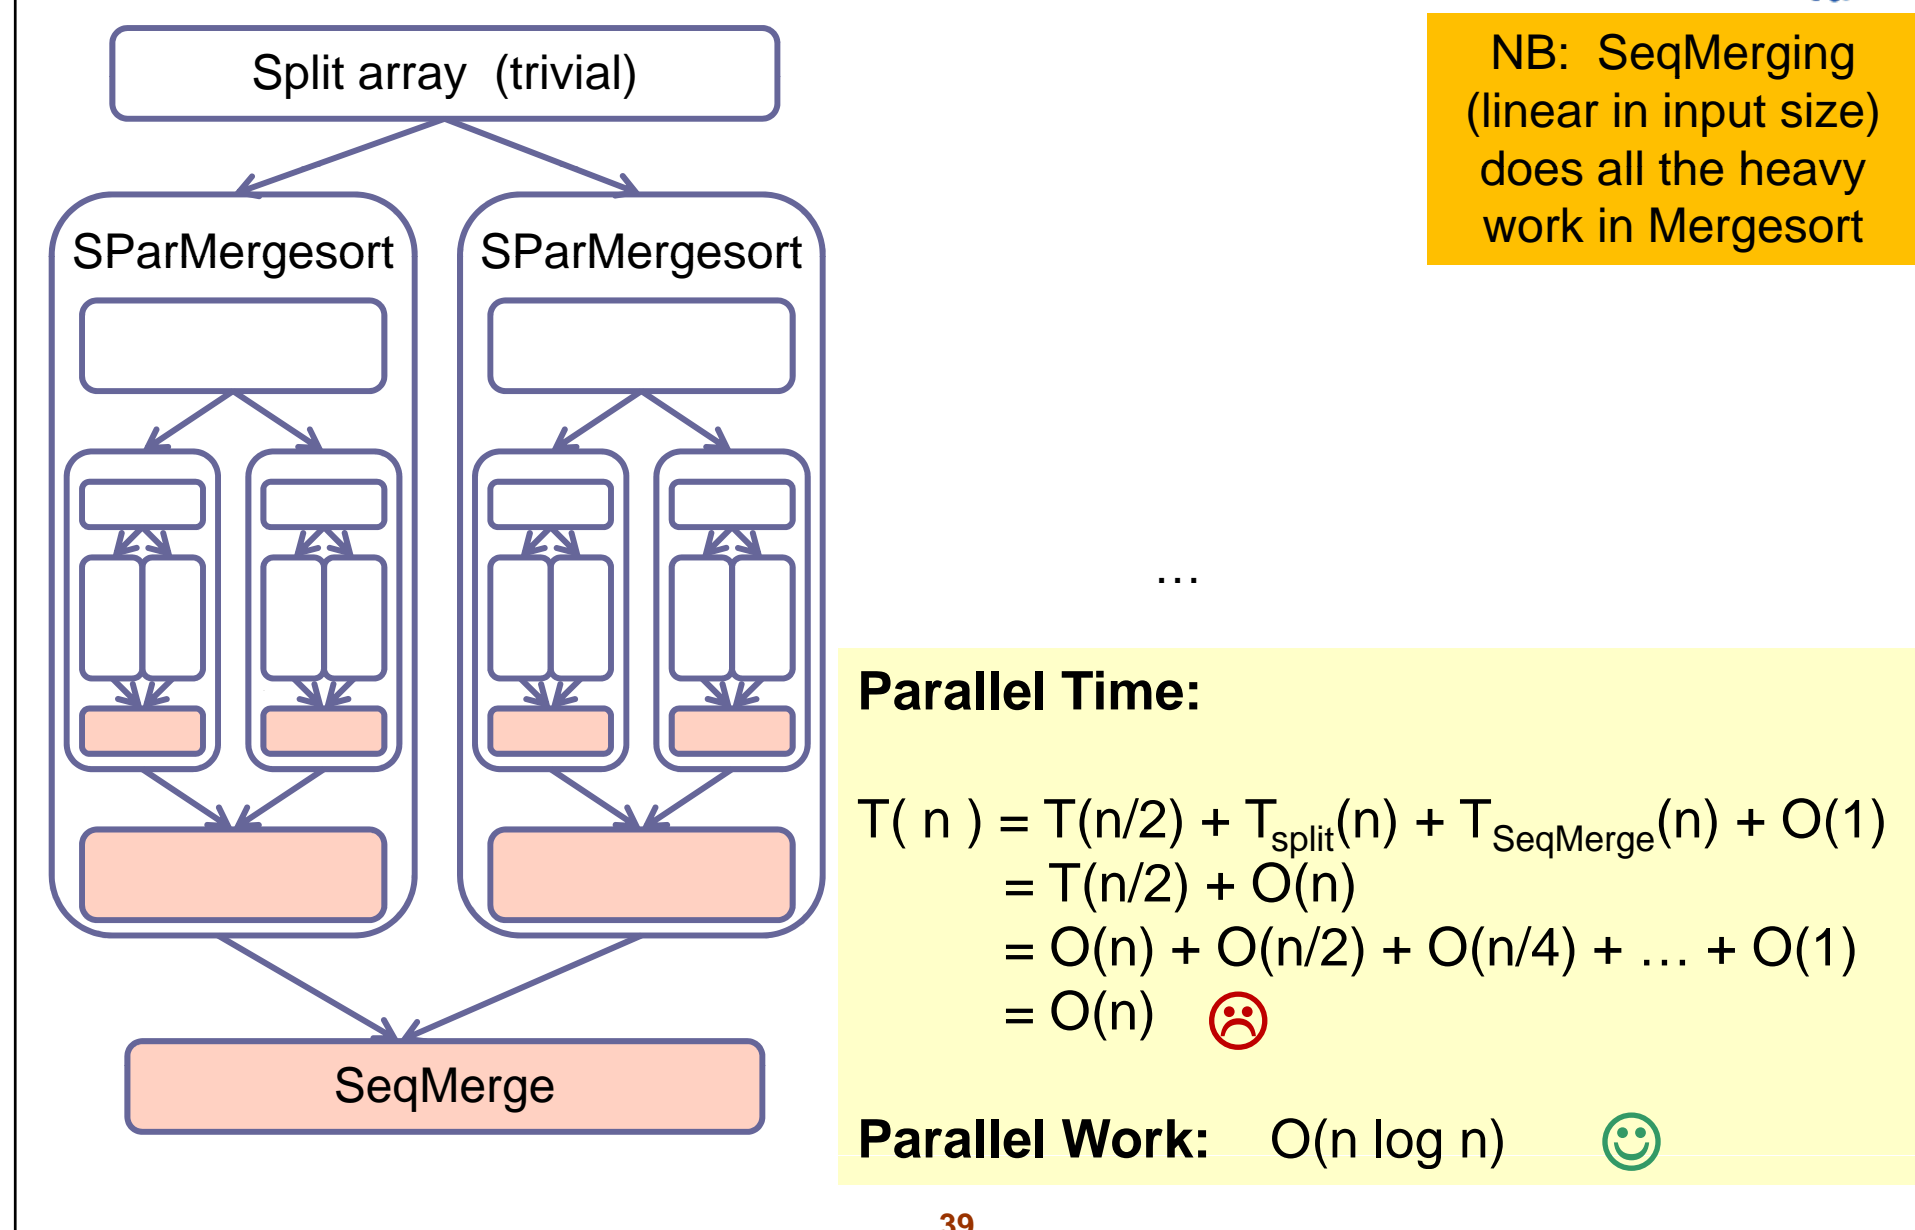 Split array (trivial)
NB: SeqMerging
(linear in input size)
does all the heavy
work in Mergesort
SParMergesort
SParMergesort
…
Parallel Time:
T( n ) = T(n/2) + Tsplit(n) + TSeqMerge(n) + O(1)
= T(n/2) + O(n)
= O(n) + O(n/2) + O(n/4) + … + O(1)
= O(n) ☹
SeqMerge
Parallel Work: O(n log n) ☺
39